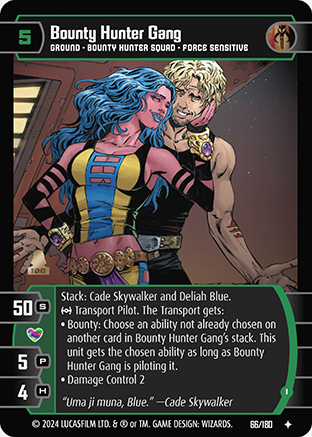 5
Bounty Hunter Gang
GROUND · BOUNTY HUNTER SQUAD · FORCE SENSITIVE
50 S
5 P
4 H
Stack: Cade Skywalker and Deliah Blue.
Transport Pilot. The Transport gets:
• Bounty: Choose an ability not already chosen on
another card in Bounty Hunter Gang's stack. This
unit gets the chosen ability as long as Bounty
Hunter Gang is piloting it.
• Damage Control 2
"Uma ji muna, Blue." —Cade Skywalker
1
© 2024 LUCASFILM LTD. & ® or TM. GAME DESIGN: WIZARDS.
66/180